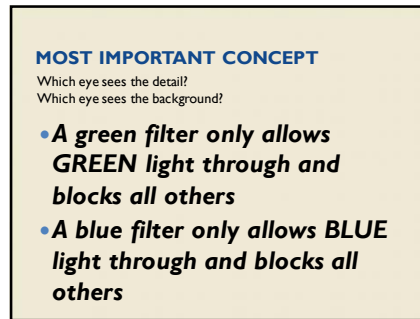 MOST IMPORTANT CONCEPT
Which eye sees the detail?
Which eye sees the background?
•A green filter only allows
GREEN light through and
blocks all others
•A blue filter only allows BLUE
light through and blocks all
others